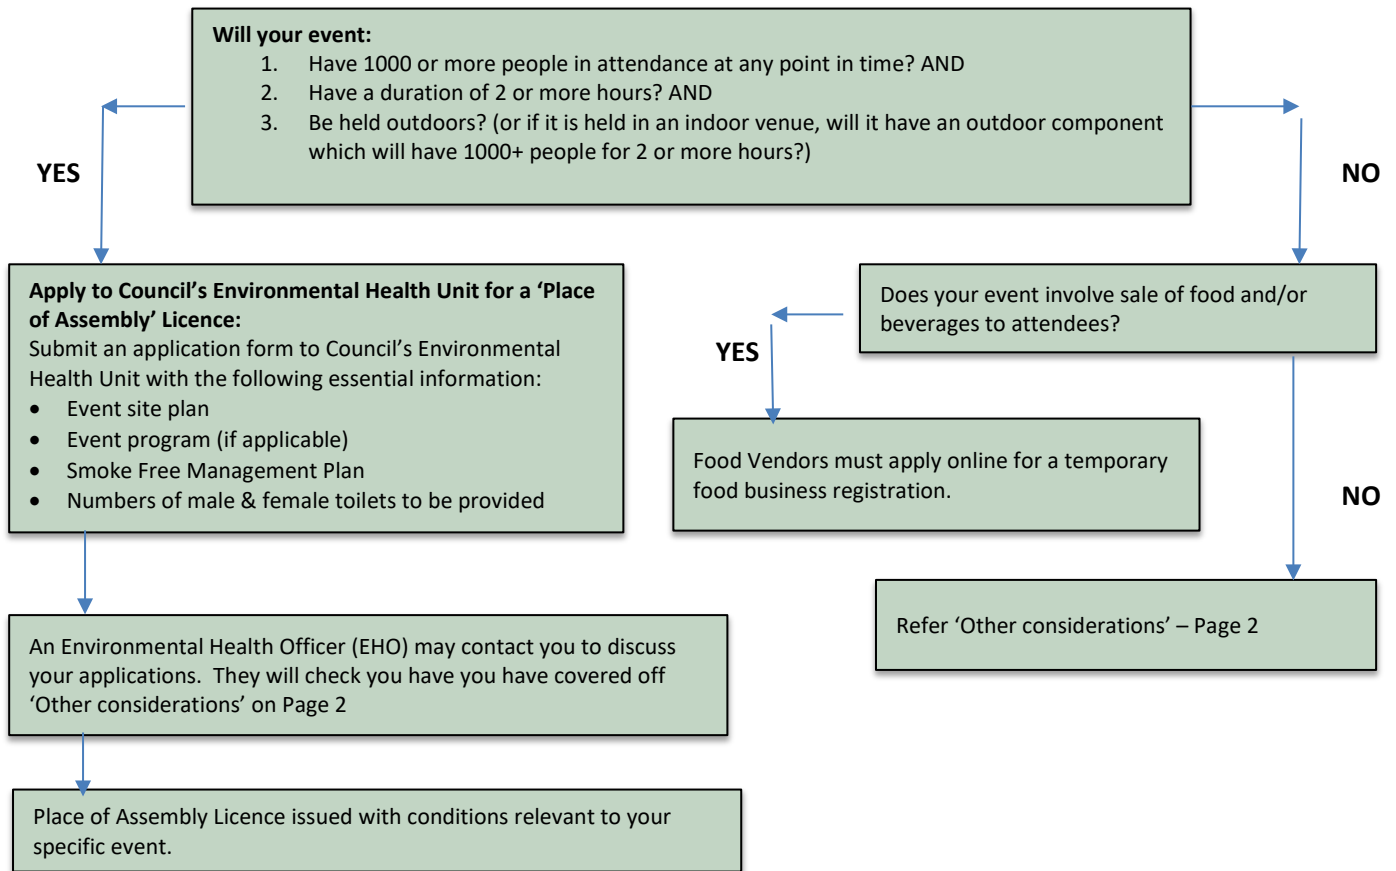 Will your event:
1. Have 1000 or more people in attendance at any point in time? AND
2. Have a duration of 2 or more hours? AND
3. Be held outdoors? (or if it is held in an indoor venue, will it have an outdoor component
which will have 1000+ people for 2 or more hours?)
YES
NO
Apply to Council’s Environmental Health Unit for a ‘Place
of Assembly’ Licence:
Submit an application form to Council’s Environmental
Health Unit with the following essential information:
• Event site plan
• Event program (if applicable)
• Smoke Free Management Plan
• Numbers of male & female toilets to be provided
Does your event involve sale of food and/or
beverages to attendees?
YES
Food Vendors must apply online for a temporary
food business registration.
NO
Refer ‘Other considerations’ – Page 2
An Environmental Health Officer (EHO) may contact you to discuss
your applications. They will check you have you have covered off
‘Other considerations’ on Page 2
Place of Assembly Licence issued with conditions relevant to your
specific event.